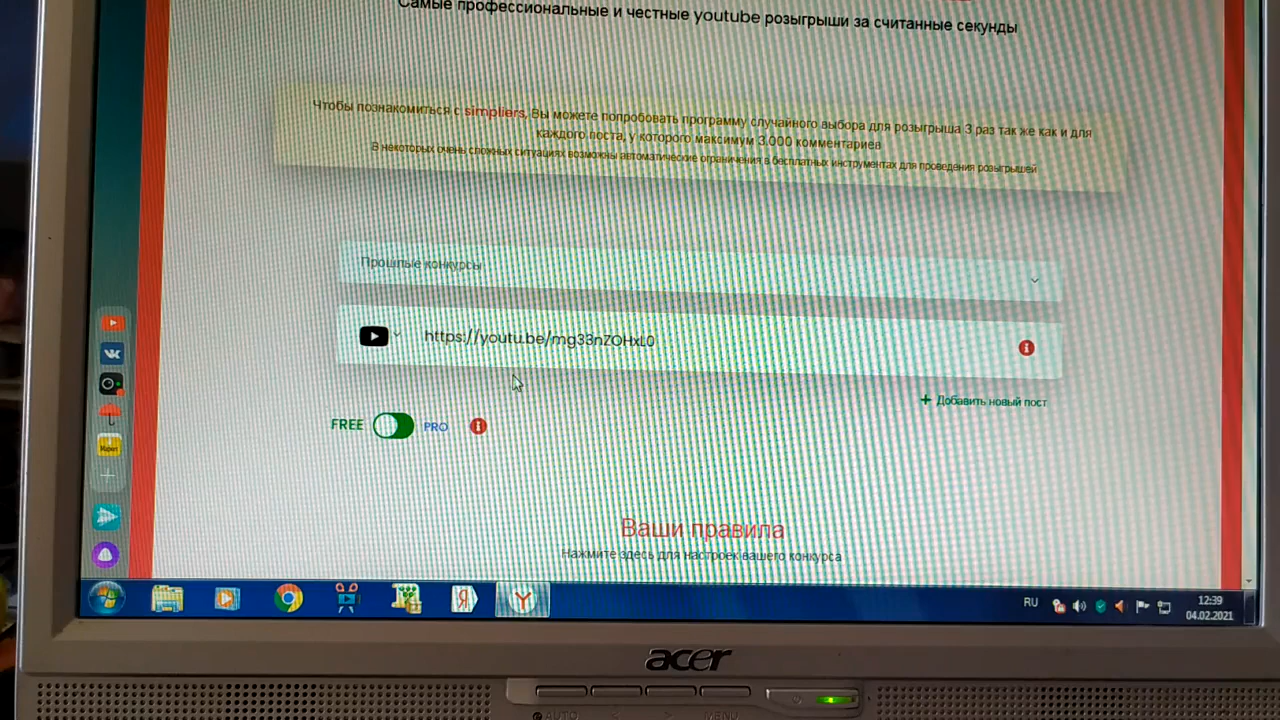 Самые профессиональные и честные youtube розыгрыши за считанные секунды
Чтобы познакомиться с simpliers, Вы можете попробовать программу случайного выбора для розыгрыша 3 раз так же как и для
каждого поста, у которого максимум 3.000 комментариев
В некоторых очень сложных ситуациях возможны автоматические ограничения в бесплатных инструментах для проведения розыгрышей
Прошлые конкурсы
https://youtu.be/mg33nZOHxL0
+ Добавить новый пост
FREE PRO
Ваши правила
Нажмите здесь для настроек вашего конкурса
RU
12:39
04.02.2021
acer
AUTO < > MENU